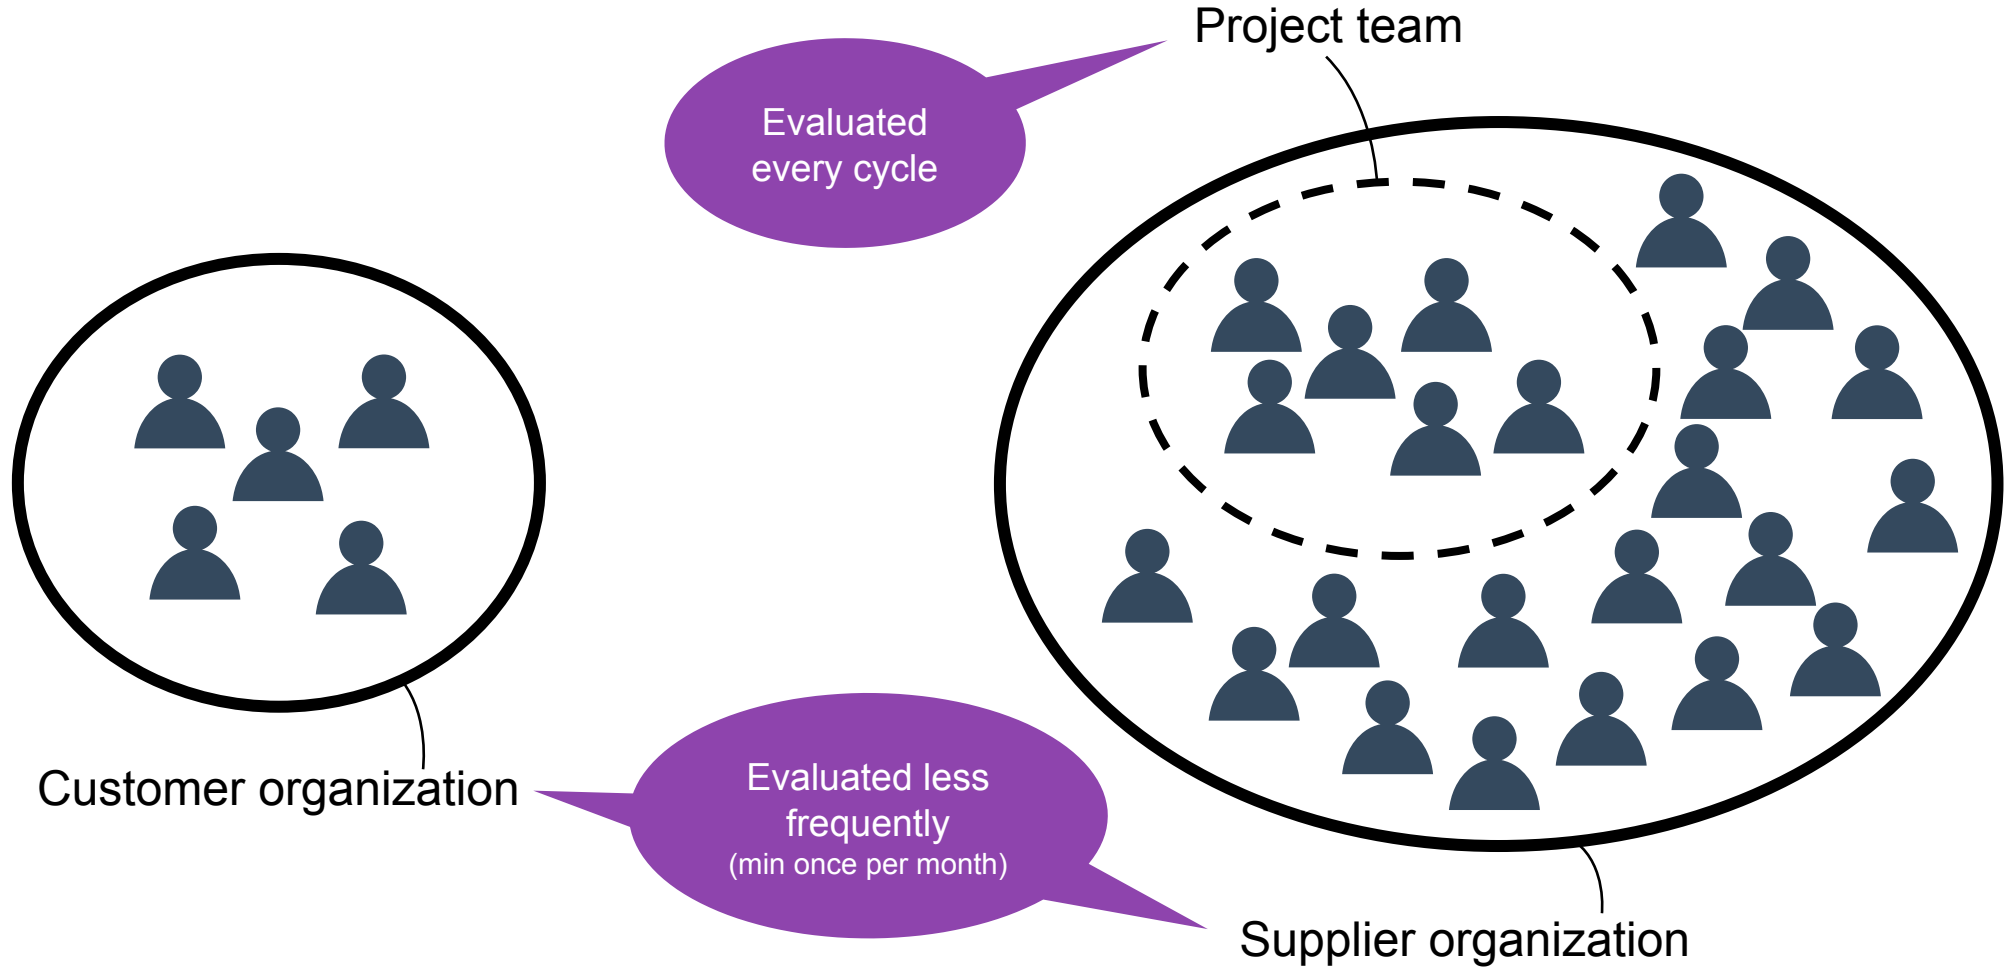 Project team
Evaluated
every cycle
Customer organization
Evaluated less
frequently
(min once per month)
Supplier organization